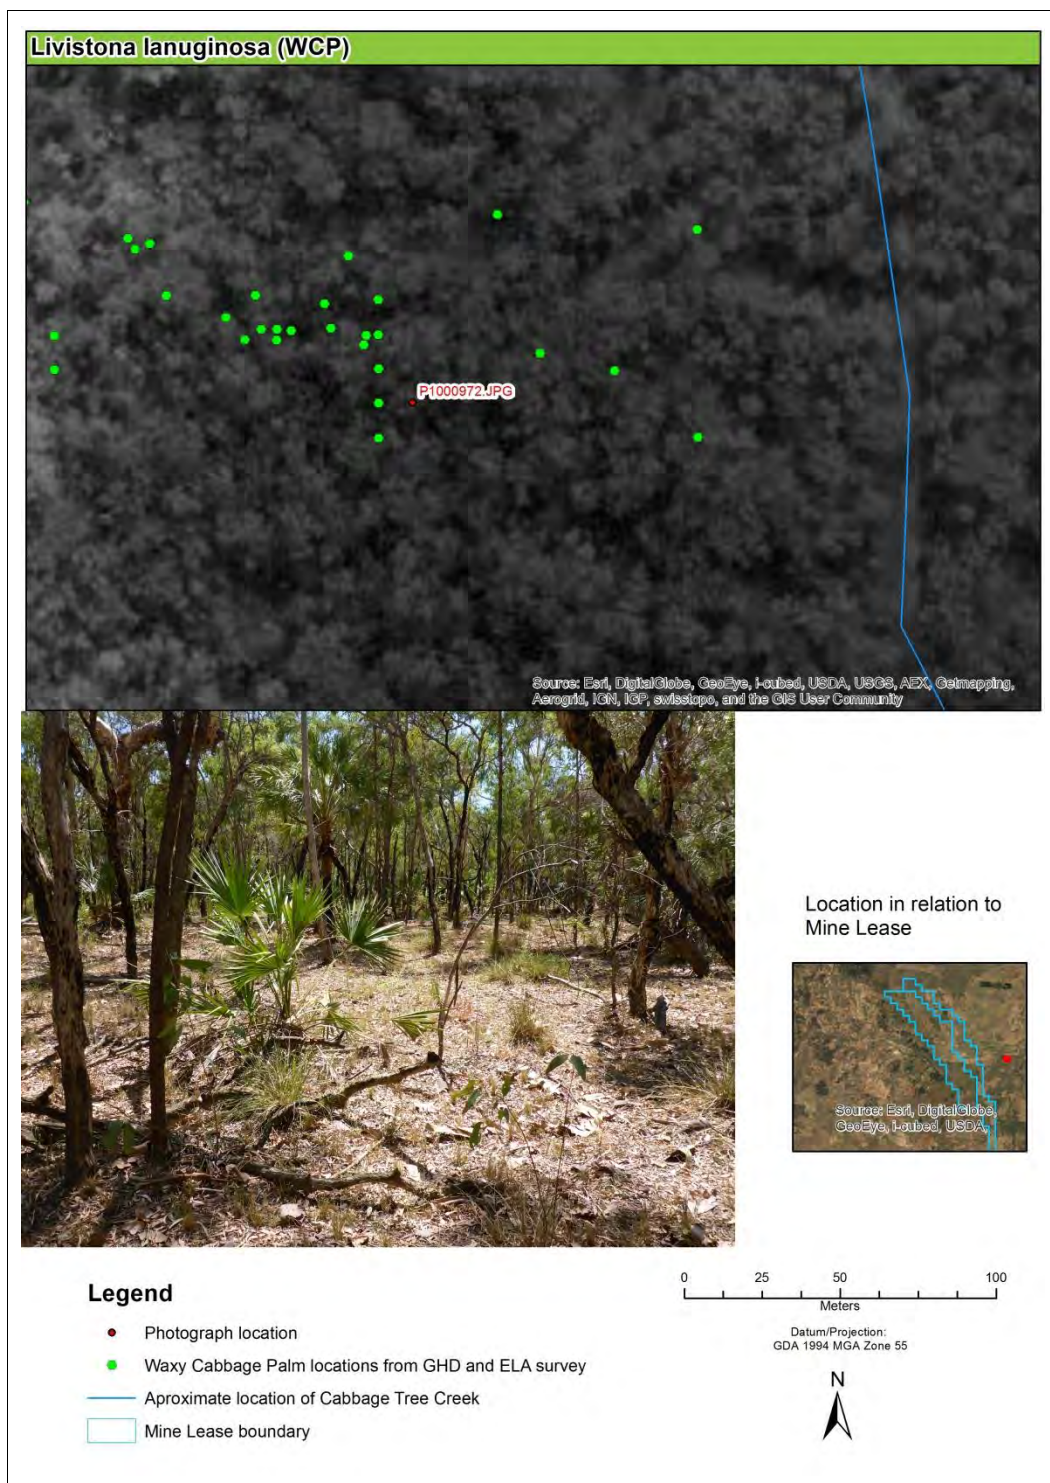 Livistona lanuginosa (WCP)
P1000972.JPG
Source: Esri, DigitalGlobe, GeoEye, i-cubed, USDA, USGS, AEX, Getmapping,
Aerogrid, IGN, IGP, swisstopo, and the GIS User Community
Location in relation to
Mine Lease
Source: Esri, DigitalGlobe,
GeoEye, i-cubed, USDA,
Legend
Photograph location
Waxy Cabbage Palm locations from GHD and ELA survey
Aproximate location of Cabbage Tree Creek
Mine Lease boundary
0 25 50 100
Meters
Datum/Projection:
GDA 1994 MGA Zone 55
N